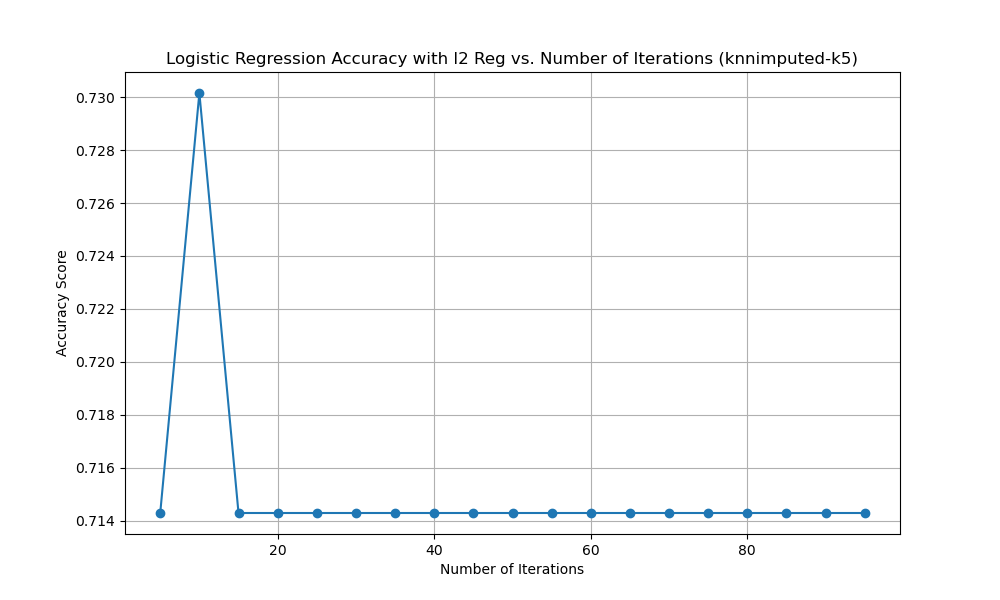 Logistic Regression Accuracy with l2 Reg vs. Number of Iterations (knnimputed-k5)
0.730
0.728
0.726
0.724
0.722
0.720
0.718
0.716
0.714
Accuracy Score
20 40 60 80
Number of Iterations